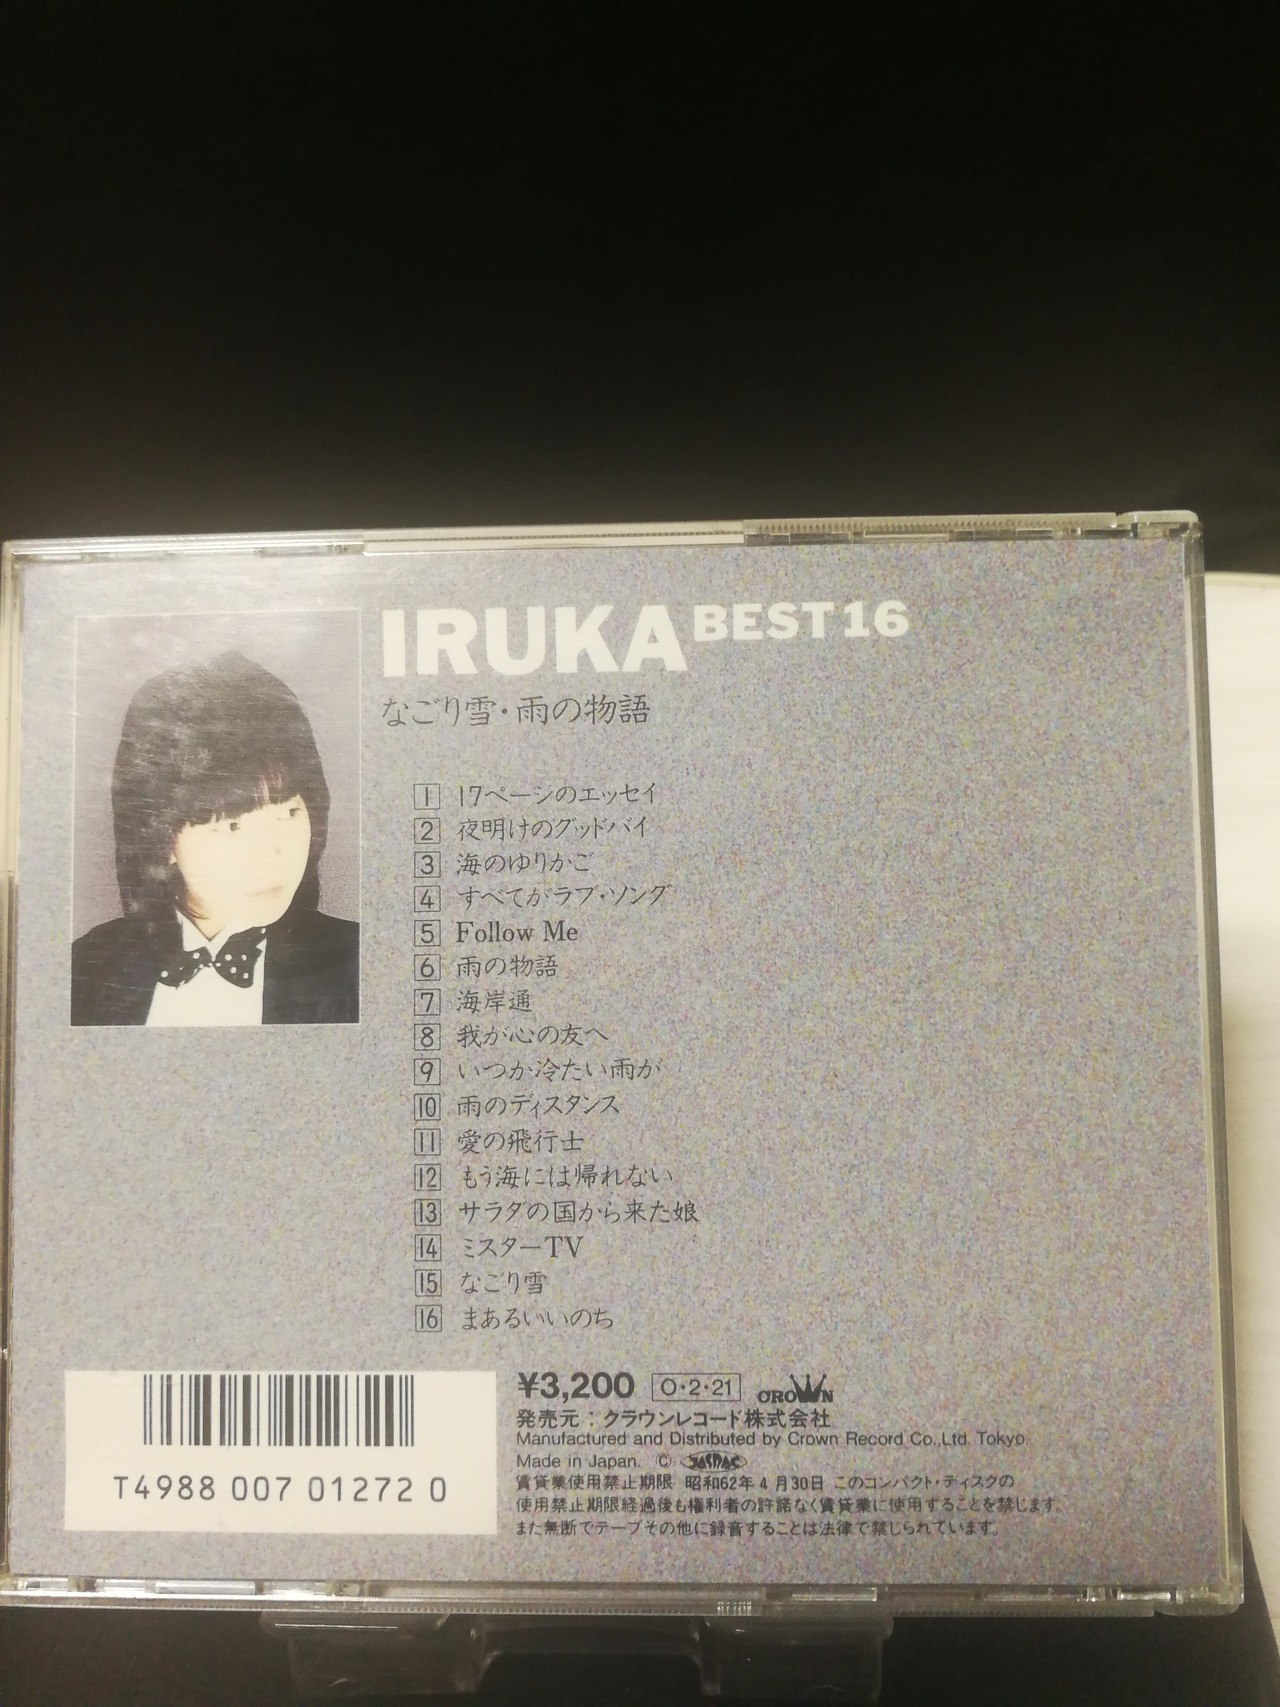 IRUKA BEST16
なごり雪・雨の物語
1 17ページのエッセイ
2 夜明けのグッドバイ
3 海のゆりかご
4 すべてがラブ・ソング
5 Follow Me
6 雨の物語
7 海岸通
8 我が心の友へ
9 いつか冷たい雨が
10 雨のディスタンス
11 愛の飛行士
12 もう海には帰れない
13 サラダの国から来た娘
14 ミスターTV
15 なごり雪
16 まあるいいのち
¥3,200 O・2・21 CROWN
発売元:クラウンレコード株式会社
Manufactured and Distributed by Crown Record Co.,Ltd. Tokyo.
Made in Japan. © JASRAC
賃貸業使用禁止期限 昭和62年4月30日 このコンパクト・ディスクの
使用禁止期限経過後も権利者の許諾なく賃貸業に使用することを禁じます。
また無断でテープその他に録音することは法律で禁じられています。
T4988 007 01272 0